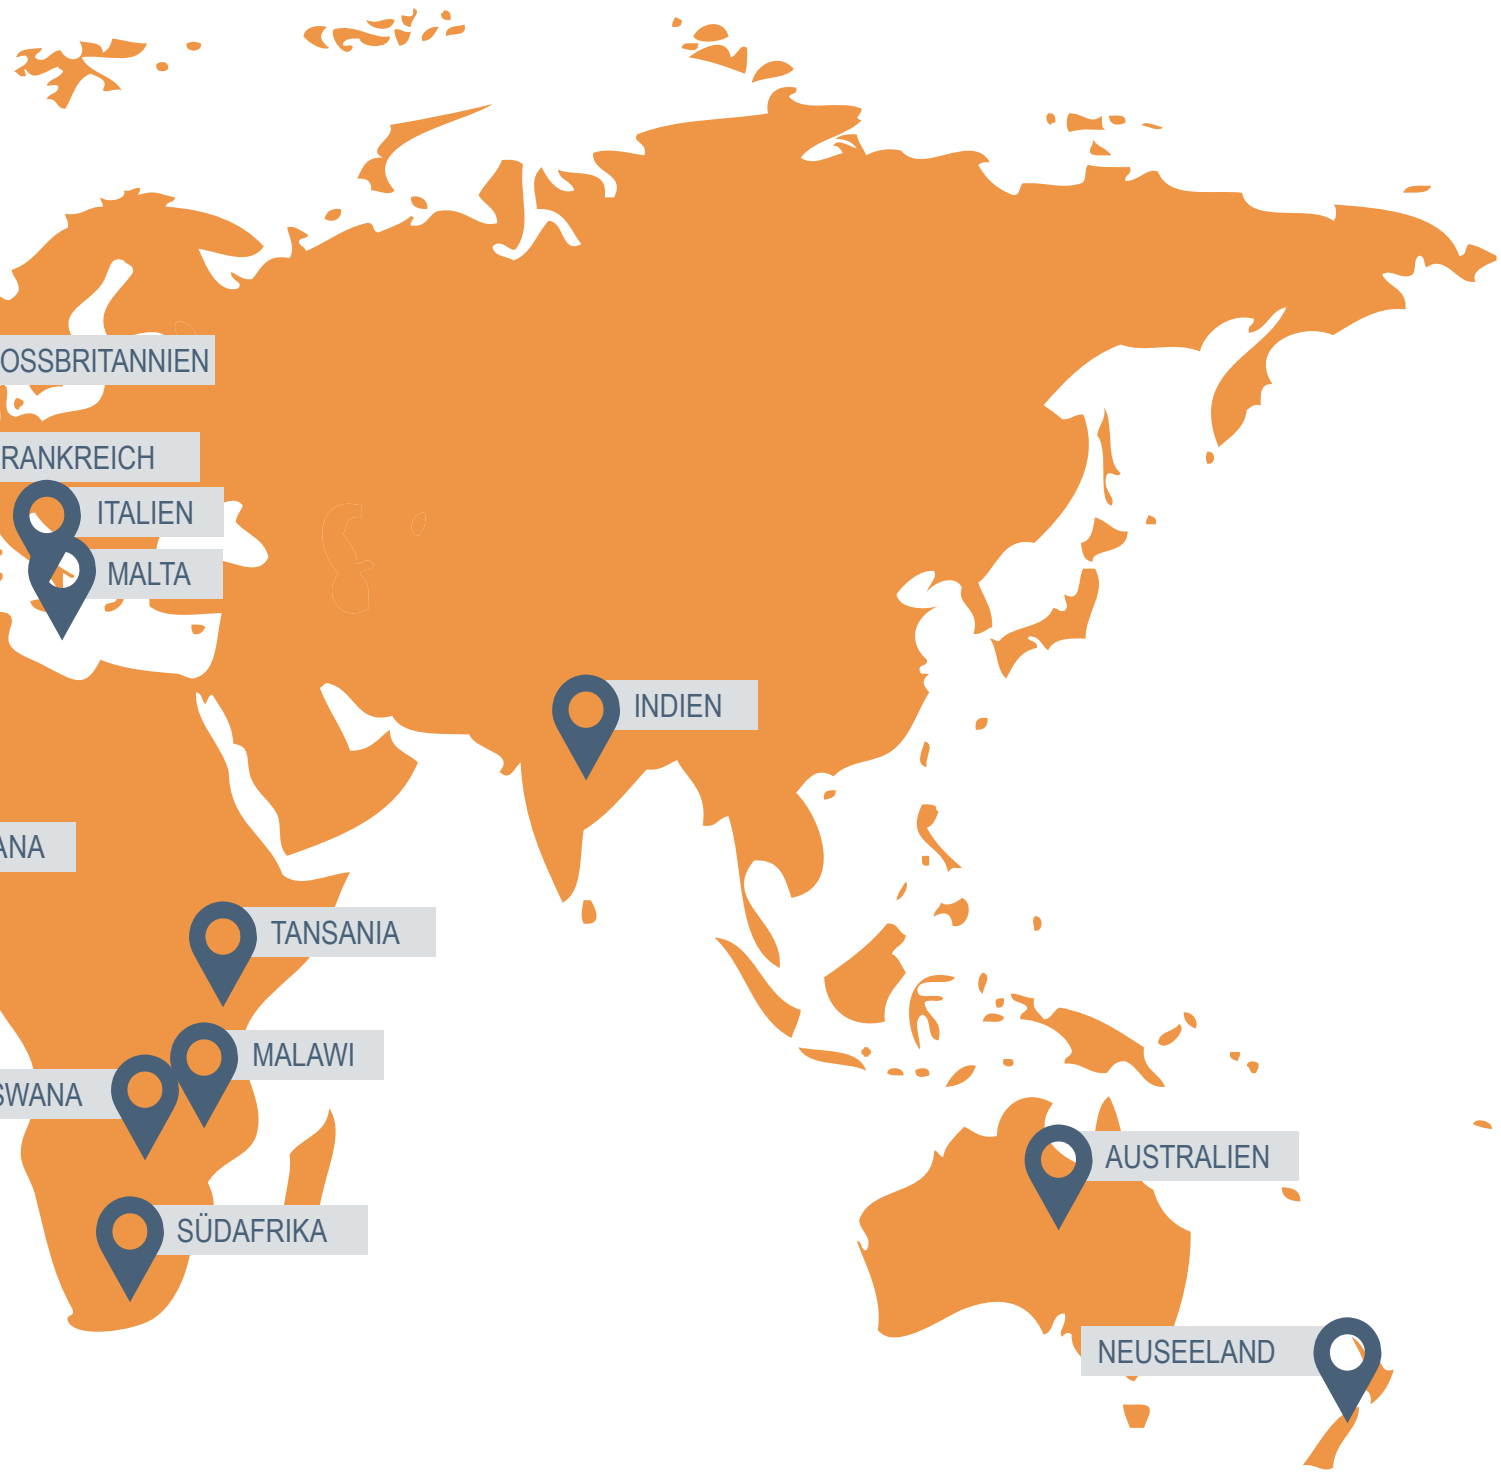 OSSBRITANNIEN
RANKREICH
ITALIEN
MALTA
INDIEN
ANA
TANSANIA
MALAWI
SWANA
AUSTRALIEN
SÜDAFRIKA
NEUSEELAND